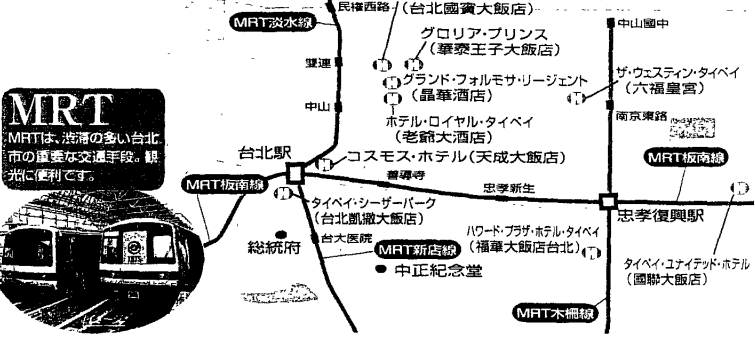 民權西路
(台北國賓大飯店)
MRT淡水線
グロリア・プリンス
(華泰王子大飯店)
中山國中
雙連
グランド・フォルモサ・リージェント
(晶華酒店)
ザ・ウェスティン・タイペイ
(六福皇宮)
中山
ホテル・ロイヤル・タイペイ
(老爺大酒店)
南京東路
MRT
MRTは、渋滞の多い台北
市の重要な交通手段。観
光に便利です。
台北駅
コスモス・ホテル(天成大飯店)
MRT板南線
MRT板南線
善導寺
忠孝新生
タイペイ・シーザーパーク
(台北凱撒大飯店)
忠孝復興駅
総統府
台大医院
MRT新店線
中正紀念堂
ハワード・プラザ・ホテル・タイペイ
(福華大飯店台北)
タイペイ・ユナイテッド・ホテル
(國聯大飯店)
MRT木柵線